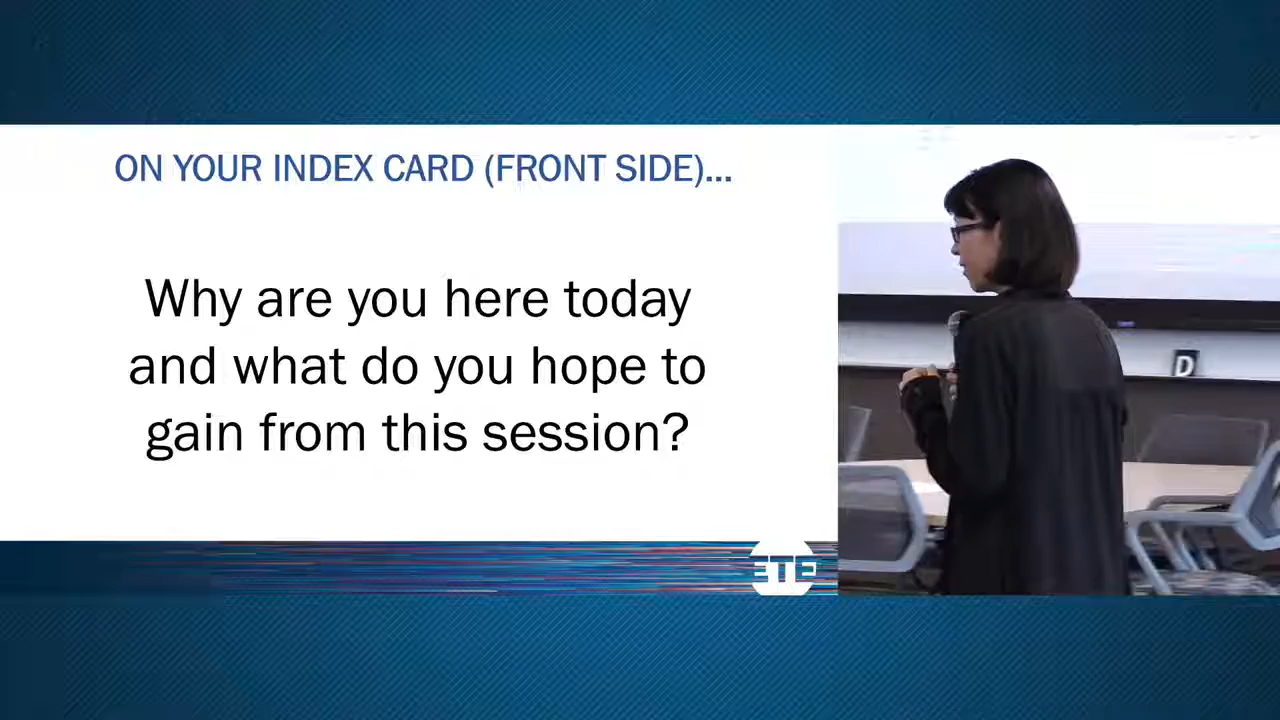 ON YOUR INDEX CARD (FRONT SIDE)...
Why are you here today
and what do you hope to
gain from this session?
ETE
D